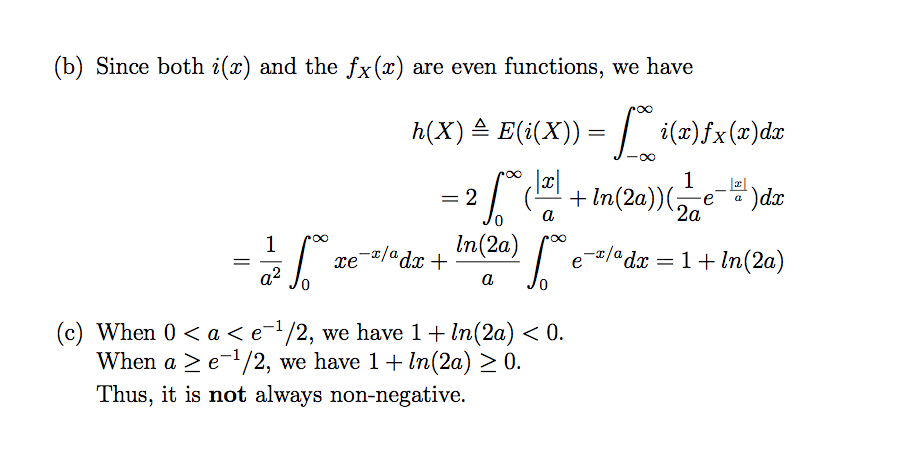 (b) Since both i(x) and the f_X(x) are even functions, we have
h(X) ≜ E(i(X)) = ∫_{−∞}^{∞} i(x)f_X(x)dx
= 2 ∫_0^∞ (|x|/a + ln(2a))(1/2a e^{−|x|/a})dx
= 1/a² ∫_0^∞ xe^{−x/a}dx + ln(2a)/a ∫_0^∞ e^{−x/a}dx = 1 + ln(2a)
(c) When 0 < a < e^{−1}/2, we have 1 + ln(2a) < 0.
When a ≥ e^{−1}/2, we have 1 + ln(2a) ≥ 0.
Thus, it is not always non-negative.